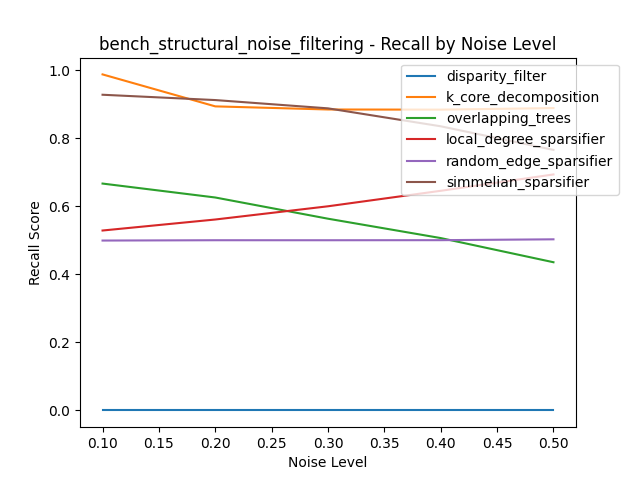 bench_structural_noise_filtering - Recall by Noise Level
disparity_filter
k_core_decomposition
overlapping_trees
local_degree_sparsifier
random_edge_sparsifier
simmelian_sparsifier
Recall Score
1.0
0.8
0.6
0.4
0.2
0.0
0.10 0.15 0.20 0.25 0.30 0.35 0.40 0.45 0.50
Noise Level